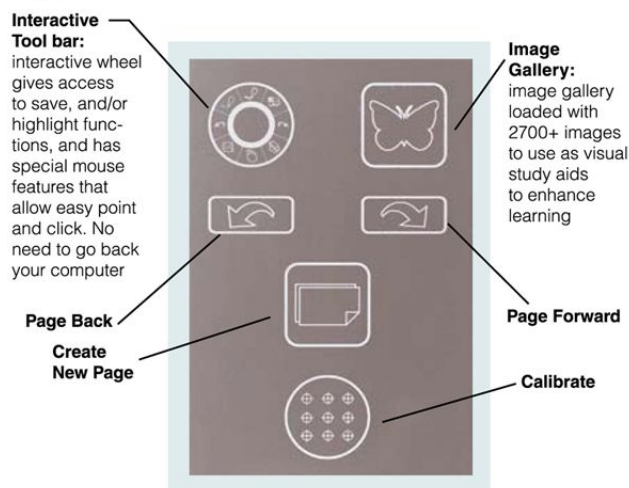 Interactive
Tool bar:
interactive wheel
gives access
to save, and/or
highlight func-
tions, and has
special mouse
features that
allow easy point
and click. No
need to go back
your computer
Image
Gallery:
image gallery
loaded with
2700+ images
to use as visual
study aids
to enhance
learning
Page Back
Page Forward
Create
New Page
Calibrate